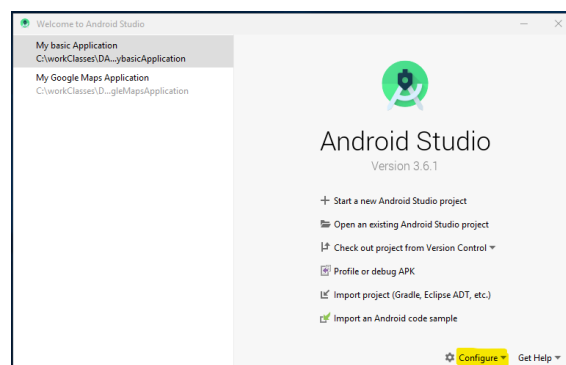 Welcome to Android Studio
My basic Application
C:\workClasses\DA...ybasicApplication
My Google Maps Application
C:\workClasses\D...gleMapsApplication
Android Studio
Version 3.6.1
Start a new Android Studio project
Open an existing Android Studio project
Check out project from Version Control
Profile or debug APK
Import project (Gradle, Eclipse ADT, etc.)
Import an Android code sample
Configure Get Help